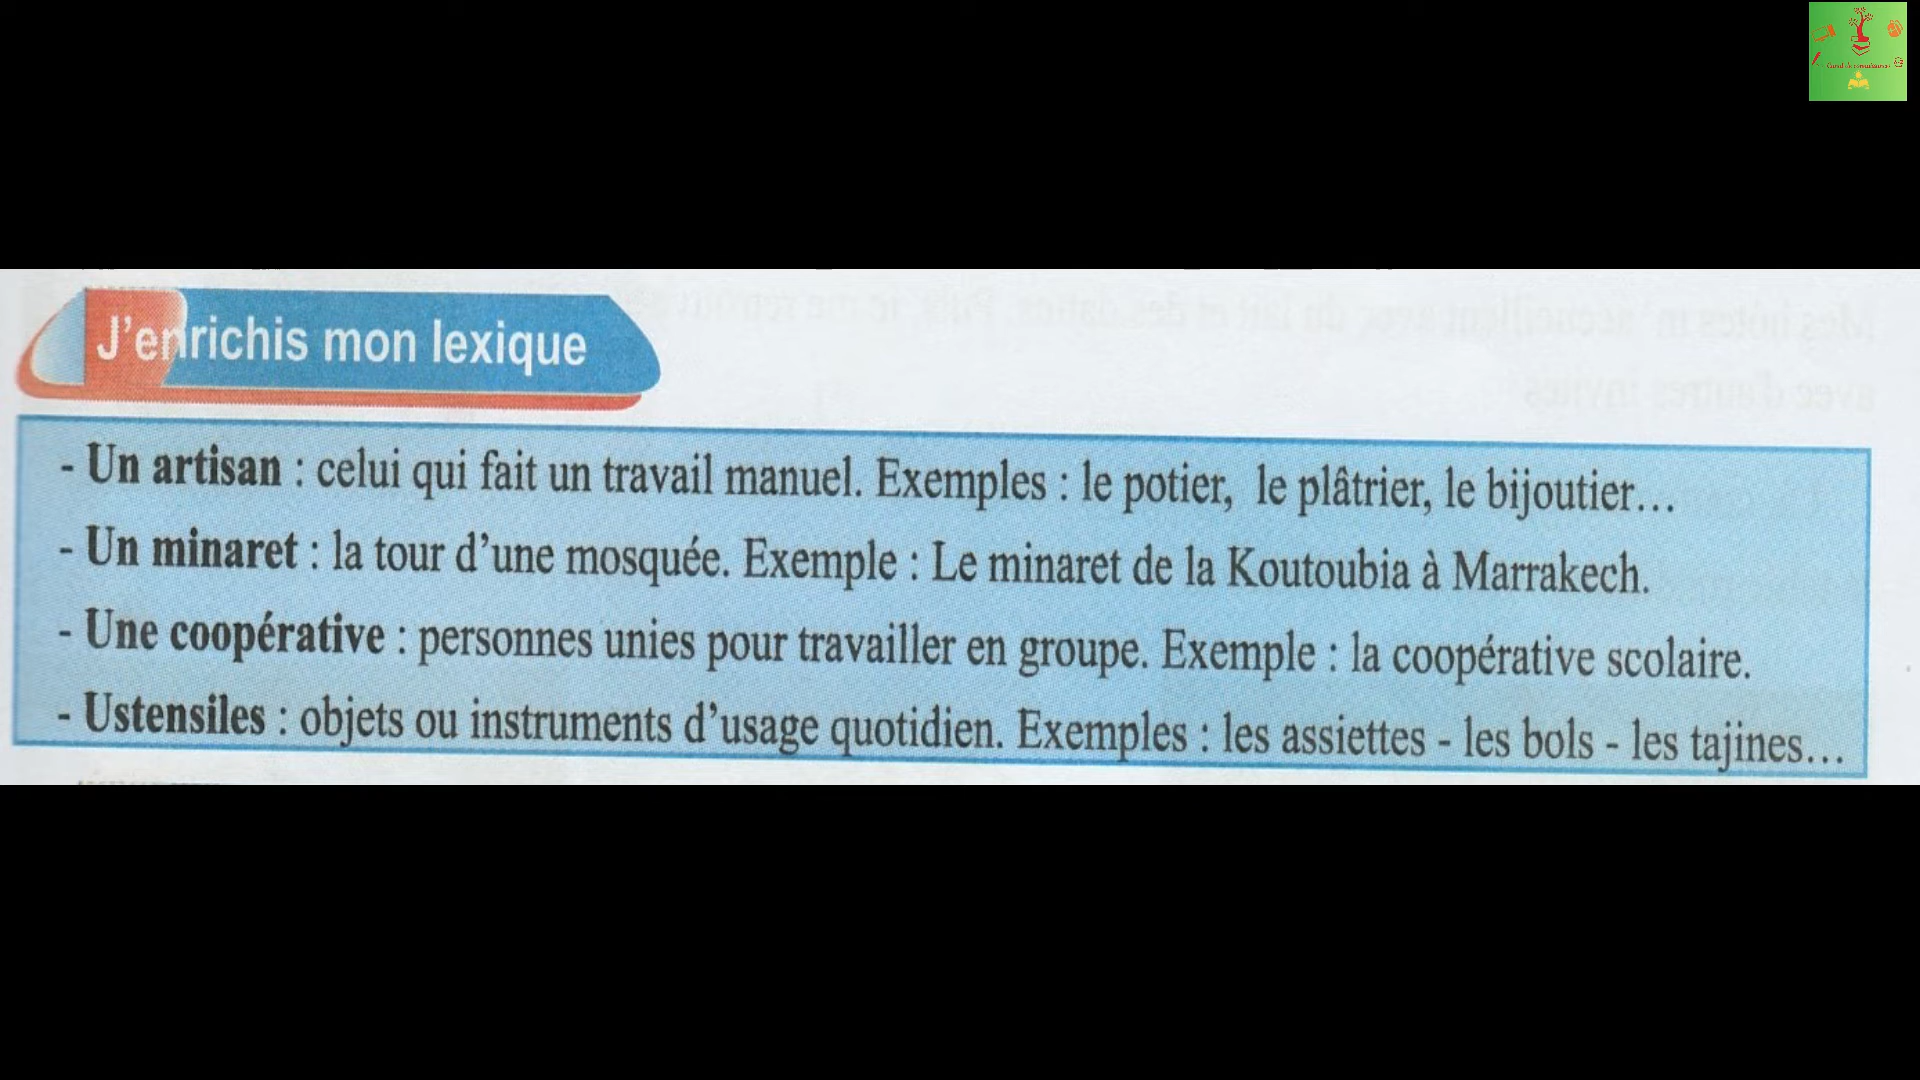 J'enrichis mon lexique
- Un artisan : celui qui fait un travail manuel. Exemples : le potier, le plâtrier, le bijoutier...
- Un minaret : la tour d'une mosquée. Exemple : Le minaret de la Koutoubia à Marrakech.
- Une coopérative : personnes unies pour travailler en groupe. Exemple : la coopérative scolaire.
- Ustensiles : objets ou instruments d'usage quotidien. Exemples : les assiettes - les bols - les tajines...